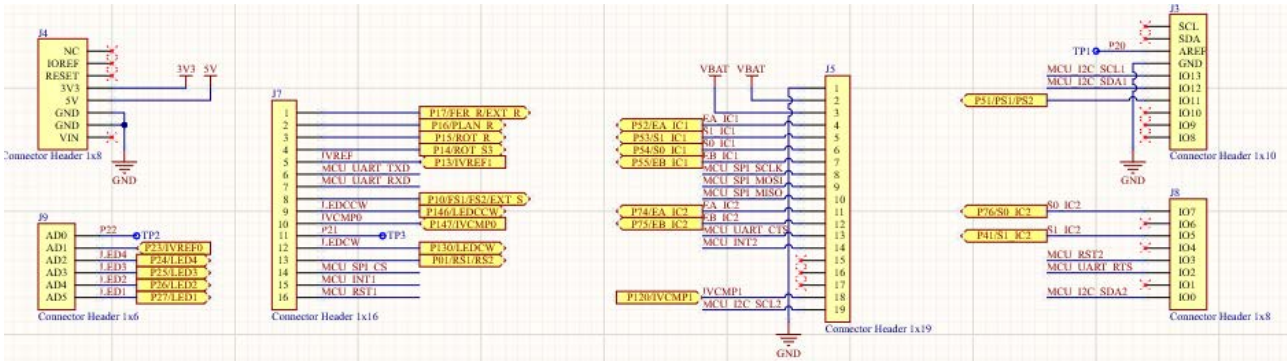 J4
NC
IOREF
RESET
3V3
5V
GND
GND
VIN
Connector Header 1x8
3V3 5V
GND
J9
AD0
AD1
AD2
AD3
AD4
AD5
P22
TP2
P23/IVREF0
LED4 P24/LED4
LED3 P25/LED3
LED2 P26/LED2
LED1 P27/LED1
Connector Header 1x6
J7
1 P17/FER_R/EXT_R
2 P16/PLAN_R
3 P15/ROT_R
4 P14/ROT_S3
5 IVREF P13/IVREF1
6 MCU_UART_TXD
7 MCU_UART_RXD
8 P10/FS1/FS2/EXT_S
9 LEDCCW P146/LEDCCW
10 IVCMP0 P147/IVCMP0
11 P21 TP3
12 LEDCW P130/LEDCW
13 P01/RS1/RS2
14 MCU_SPI_CS
15 MCU_INT1
16 MCU_RST1
Connector Header 1x16
J5
VBAT VBAT
1
2
3
P52/EA_IC1 EA_IC1 4
P53/S1_IC1 S1_IC1 5
P54/S0_IC1 S0_IC1 6
P55/EB_IC1 EB_IC1 7
MCU_SPI_SCLK 8
MCU_SPI_MOSI 9
MCU_SPI_MISO 10
P74/EA_IC2 EA_IC2 11
P75/EB_IC2 EB_IC2 12
MCU_UART_CTS 13
MCU_INT2 14
15
16
17
P120/IVCMP1 IVCMP1 18
MCU_I2C_SCL2 19
Connector Header 1x19
GND
J3
SCL
SDA
TP1 P20 AREF
GND
MCU_I2C_SCL1 IO13
MCU_I2C_SDA1 IO12
P51/PS1/PS2 IO11
IO10
IO9
IO8
Connector Header 1x10
GND
J8
P76/S0_IC2 S0_IC2 IO7
IO6
P41/S1_IC2 S1_IC2 IO5
IO4
MCU_RST2 IO3
MCU_UART_RTS IO2
IO1
MCU_I2C_SDA2 IO0
Connector Header 1x8